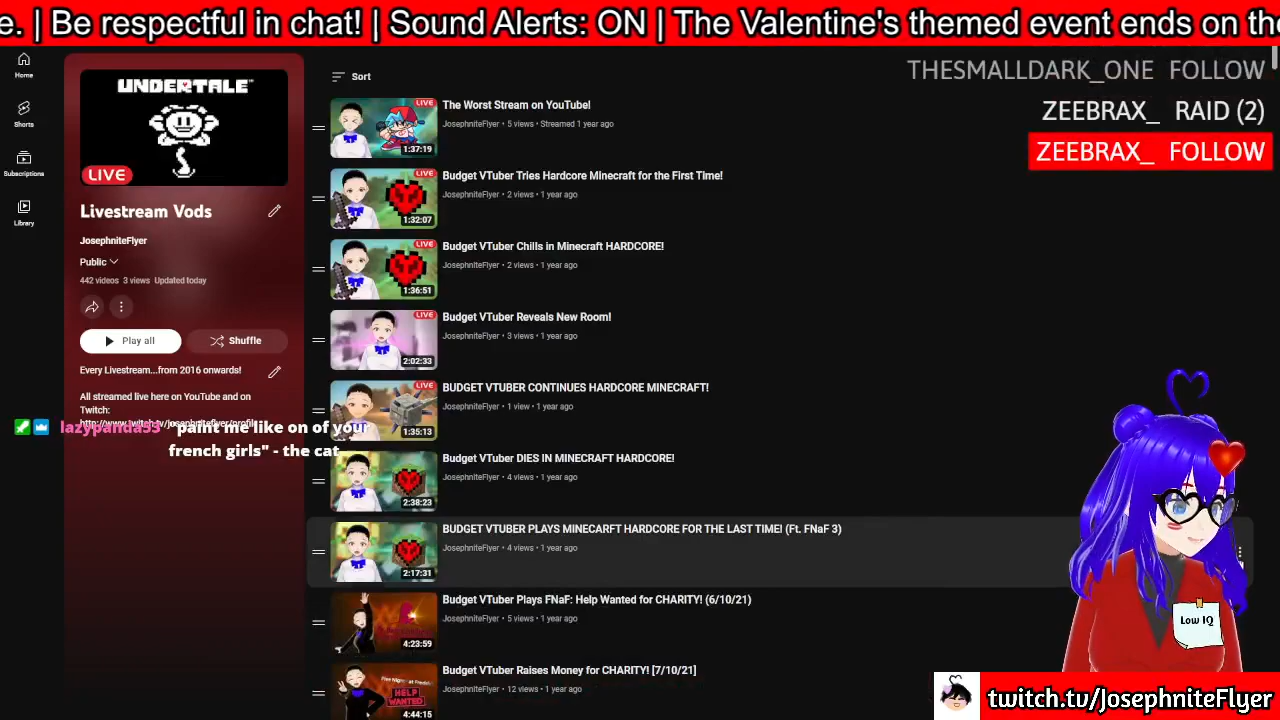 e. | Be respectful in chat! | Sound Alerts: ON | The Valentine's themed event ends on the
THESMALLDARK_ONE FOLLOW
ZEEBRAX_ RAID (2)
ZEEBRAX_ FOLLOW
Home
Shorts
Subscriptions
Library
UNDERTALE
LIVE
Livestream Vods
JosephniteFlyer
Public
442 videos 3 views Updated today
Play all
Shuffle
Every Livestream...from 2016 onwards!
All streamed live here on YouTube and on
Twitch:
lazypanda93 "paint me like on of your
french girls" - the cat
Sort
LIVE
1:37:19
The Worst Stream on YouTube!
JosephniteFlyer • 5 views • Streamed 1 year ago
LIVE
1:32:07
Budget VTuber Tries Hardcore Minecraft for the First Time!
JosephniteFlyer • 2 views • 1 year ago
LIVE
1:36:51
Budget VTuber Chills in Minecraft HARDCORE!
JosephniteFlyer • 2 views • 1 year ago
LIVE
2:02:33
Budget VTuber Reveals New Room!
JosephniteFlyer • 3 views • 1 year ago
LIVE
1:35:13
BUDGET VTUBER CONTINUES HARDCORE MINECRAFT!
JosephniteFlyer • 1 view • 1 year ago
LIVE
2:38:23
Budget VTuber DIES IN MINECRAFT HARDCORE!
JosephniteFlyer • 4 views • 1 year ago
LIVE
2:17:31
BUDGET VTUBER PLAYS MINECARFT HARDCORE FOR THE LAST TIME! (Ft. FNaF 3)
JosephniteFlyer • 4 views • 1 year ago
4:23:59
Budget VTuber Plays FNaF: Help Wanted for CHARITY! (6/10/21)
JosephniteFlyer • 5 views • 1 year ago
HELP
WANTED
4:44:15
Budget VTuber Raises Money for CHARITY! [7/10/21]
JosephniteFlyer • 12 views • 1 year ago
Low IQ
twitch.tv/JosephniteFlyer